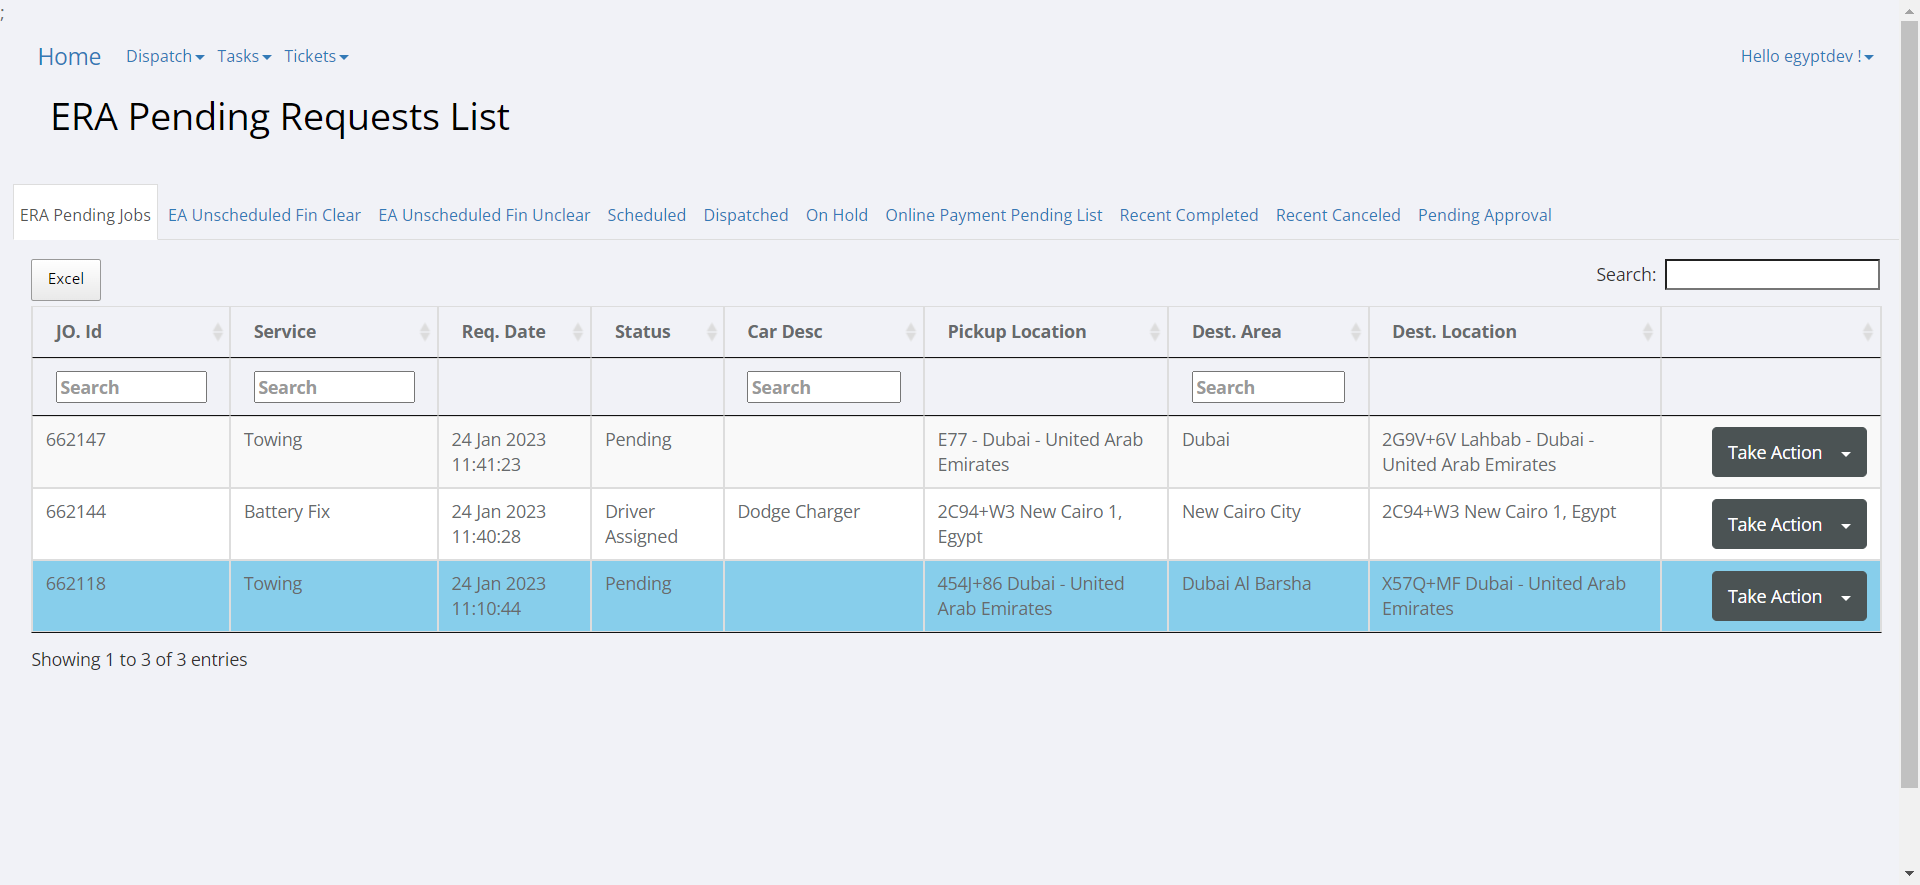 ;
Home Dispatch Tasks Tickets Hello egyptdev !
ERA Pending Requests List
ERA Pending Jobs EA Unscheduled Fin Clear EA Unscheduled Fin Unclear Scheduled Dispatched On Hold Online Payment Pending List Recent Completed Recent Canceled Pending Approval
Excel Search:
JO. Id Service Req. Date Status Car Desc Pickup Location Dest. Area Dest. Location
Search Search Search Search
662147 Towing 24 Jan 2023 Pending E77 - Dubai - United Arab Dubai 2G9V+6V Lahbab - Dubai - Take Action
11:41:23 Emirates United Arab Emirates
662144 Battery Fix 24 Jan 2023 Driver Dodge Charger 2C94+W3 New Cairo 1, New Cairo City 2C94+W3 New Cairo 1, Egypt Take Action
11:40:28 Assigned Egypt
662118 Towing 24 Jan 2023 Pending 454J+86 Dubai - United Dubai Al Barsha X57Q+MF Dubai - United Arab Take Action
11:10:44 Arab Emirates Emirates
Showing 1 to 3 of 3 entries